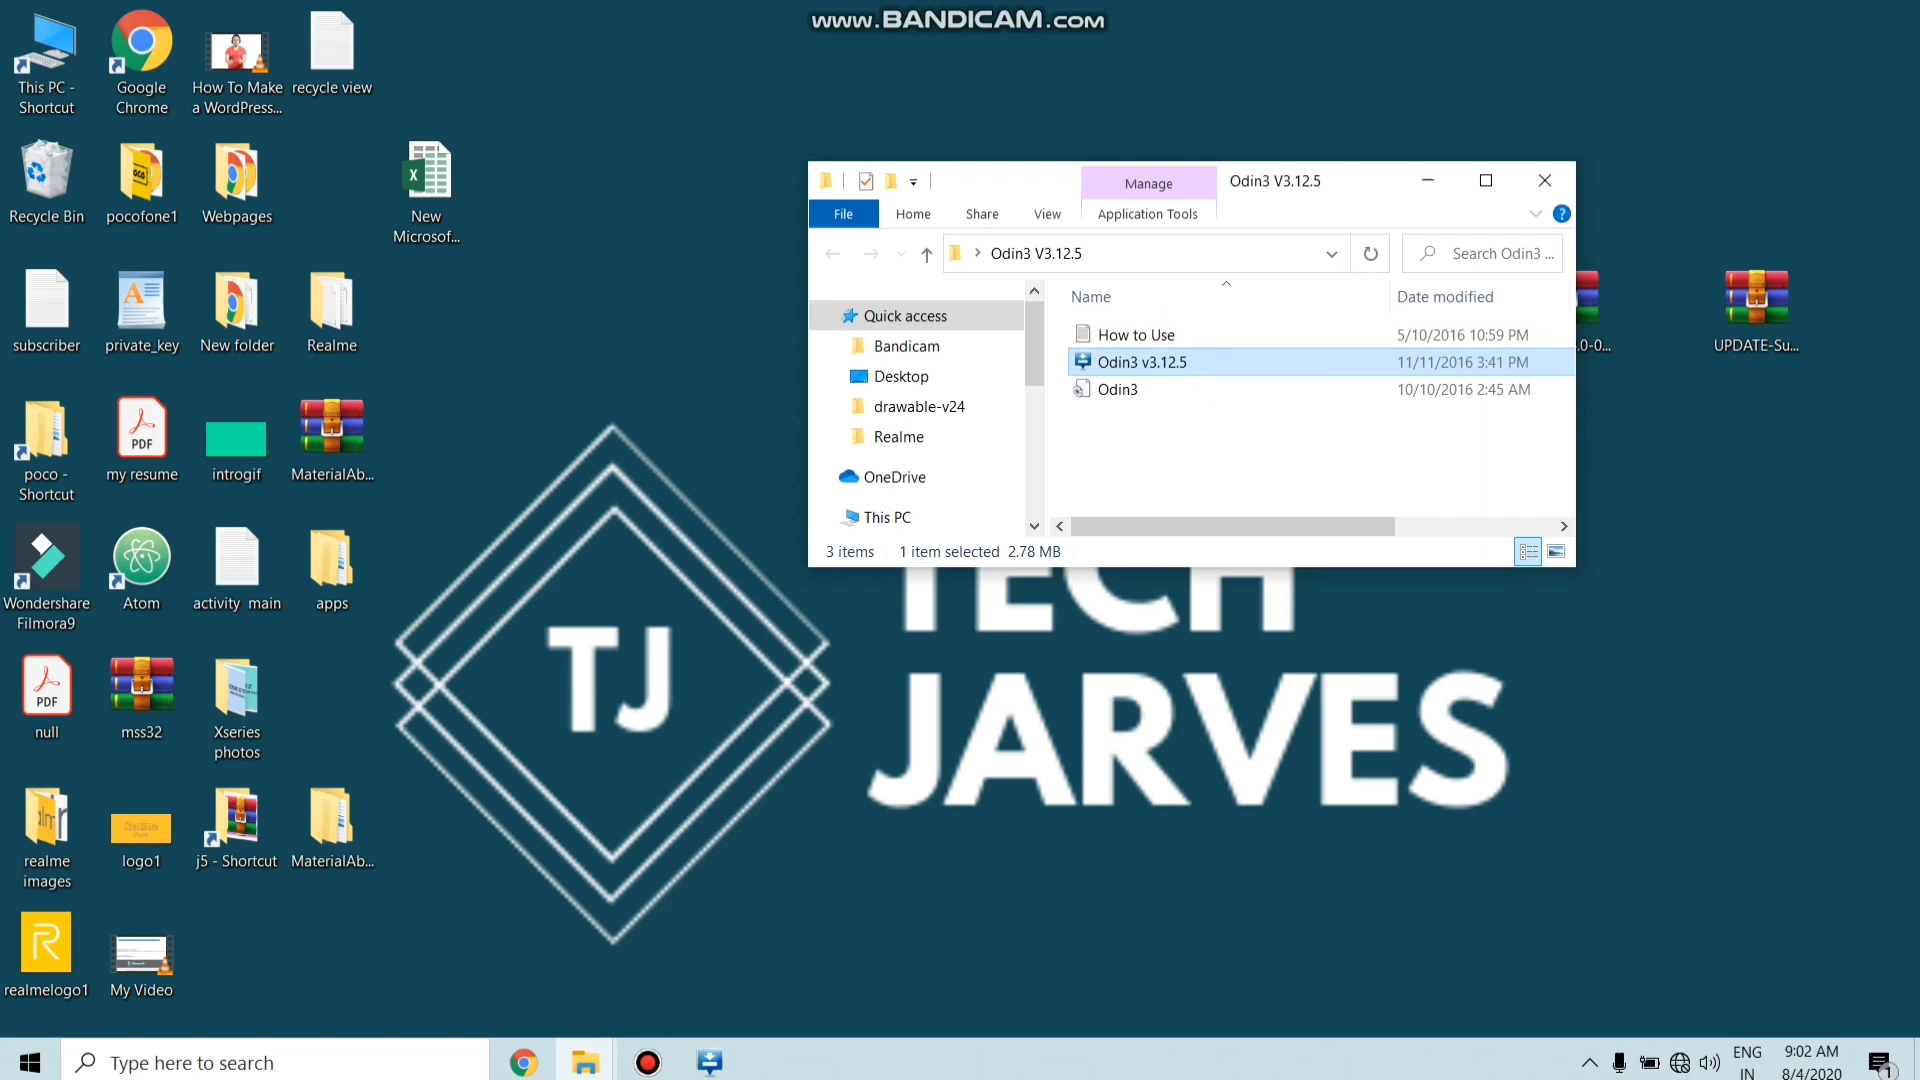 www.BANDICAM.com
This PC -
Shortcut
Google
Chrome
How To Make
a WordPress...
recycle view
Recycle Bin
pocofone1
Webpages
New
Microsof...
subscriber
private_key
New folder
Realme
poco -
Shortcut
PDF
my resume
introgif
MaterialAb...
Wondershare
Filmora9
Atom
activity_main
apps
PDF
null
mss32
Xseries
photos
realme
images
logo1
j5 - Shortcut
MaterialAb...
R
realmelogo1
My Video
Manage
Odin3 V3.12.5
File
Home
Share
View
Application Tools
Odin3 V3.12.5
Search Odin3 ...
Name
Date modified
Quick access
Bandicam
Desktop
drawable-v24
Realme
OneDrive
This PC
How to Use
5/10/2016 10:59 PM
Odin3 v3.12.5
11/11/2016 3:41 PM
Odin3
10/10/2016 2:45 AM
3 items
1 item selected 2.78 MB
.0-0...
UPDATE-Su...
TJ
TECH
JARVES
Type here to search
ENG
IN
9:02 AM
8/4/2020
1